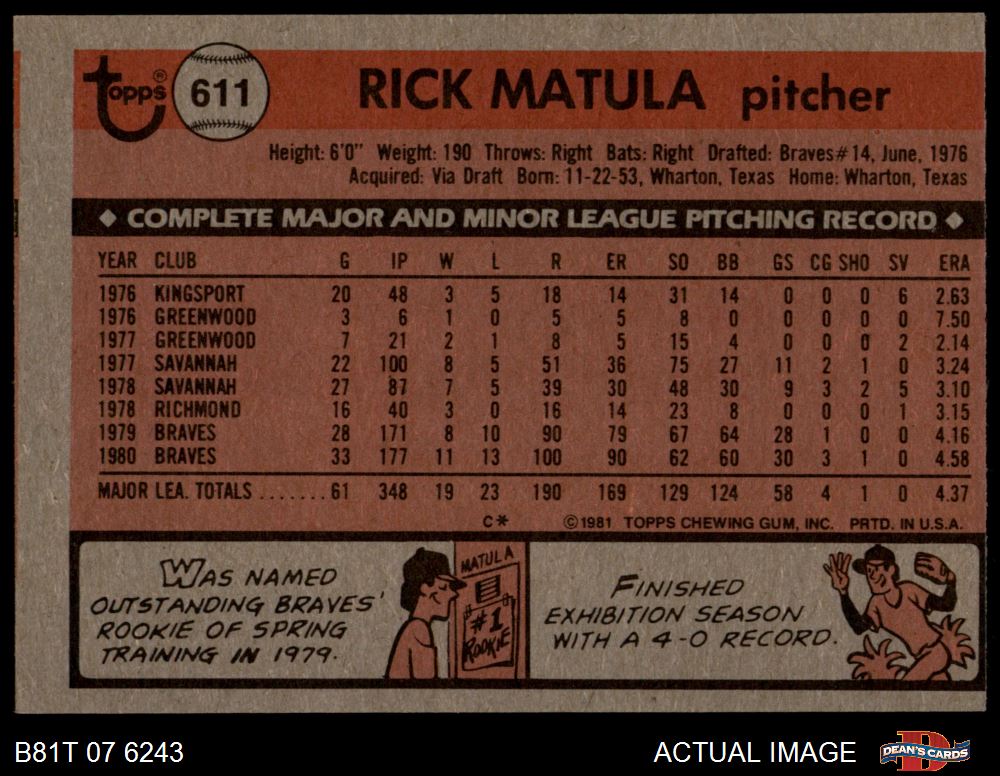 topps® 611 RICK MATULA pitcher
Height: 6'0" Weight: 190 Throws: Right Bats: Right Drafted: Braves#14, June, 1976
Acquired: Via Draft Born: 11-22-53, Wharton, Texas Home: Wharton, Texas
◆ COMPLETE MAJOR AND MINOR LEAGUE PITCHING RECORD ◆
YEAR CLUB G IP W L R ER SO BB GS CG SHO SV ERA
1976 KINGSPORT 20 48 3 5 18 14 31 14 0 0 0 6 2.63
1976 GREENWOOD 3 6 1 0 5 5 8 0 0 0 0 0 7.50
1977 GREENWOOD 7 21 2 1 8 5 15 4 0 0 0 2 2.14
1977 SAVANNAH 22 100 8 5 51 36 75 27 11 2 1 0 3.24
1978 SAVANNAH 27 87 7 5 39 30 48 30 9 3 2 5 3.10
1978 RICHMOND 16 40 3 0 16 14 23 8 0 0 0 1 3.15
1979 BRAVES 28 171 8 10 90 79 67 64 28 1 0 0 4.16
1980 BRAVES 33 177 11 13 100 90 62 60 30 3 1 0 4.58
MAJOR LEA. TOTALS ....... 61 348 19 23 190 169 129 124 58 4 1 0 4.37
C* ©1981 TOPPS CHEWING GUM, INC. PRTD. IN U.S.A.
WAS NAMED
OUTSTANDING BRAVES'
ROOKIE OF SPRING
TRAINING IN 1979.
MATULA
#1
ROOKIE
FINISHED
EXHIBITION SEASON
WITH A 4-0 RECORD.
B81T 07 6243 ACTUAL IMAGE DEAN'S CARDS